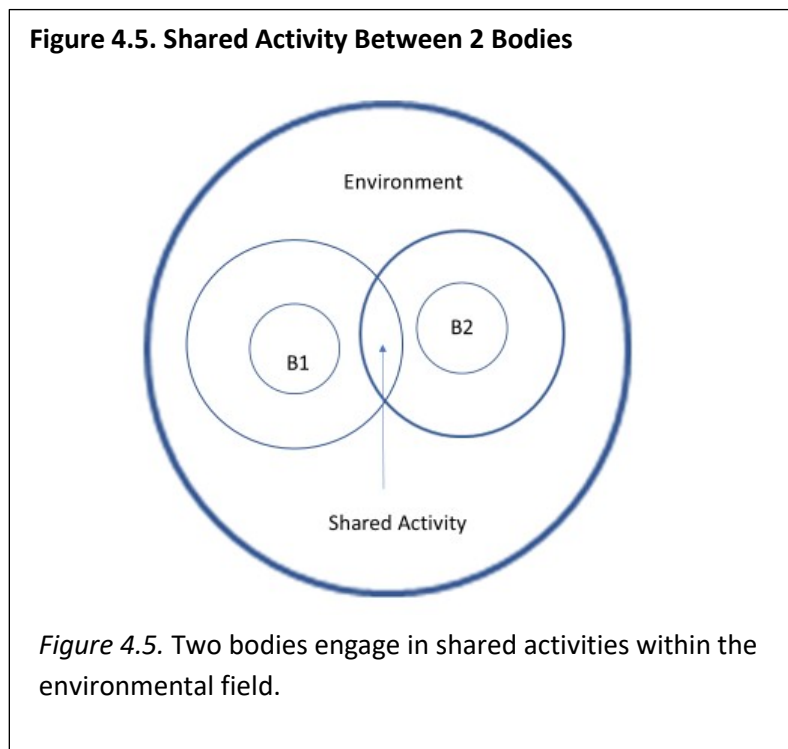 Figure 4.5. Shared Activity Between 2 Bodies
Environment
B1
B2
Shared Activity
Figure 4.5. Two bodies engage in shared activities within the
environmental field.